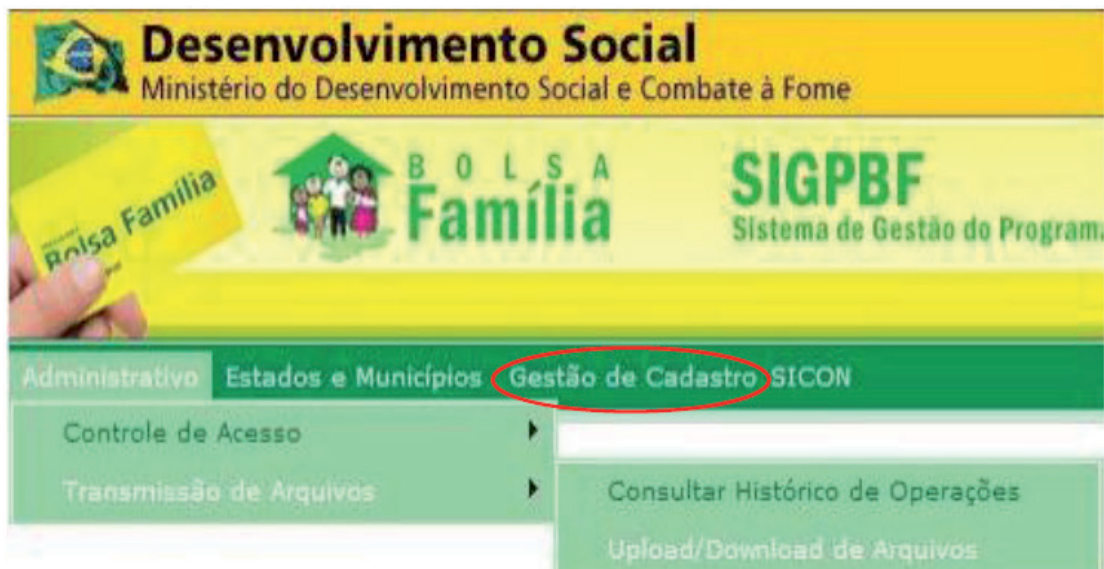 Desenvolvimento Social
Ministério do Desenvolvimento Social e Combate à Fome
Bolsa Família
BOLSA
Família
SIGPBF
Sistema de Gestão do Program
Administrativo Estados e Municípios Gestão de Cadastro SICON
Controle de Acesso
Transmissão de Arquivos
Consultar Histórico de Operações
Upload/Download de Arquivos